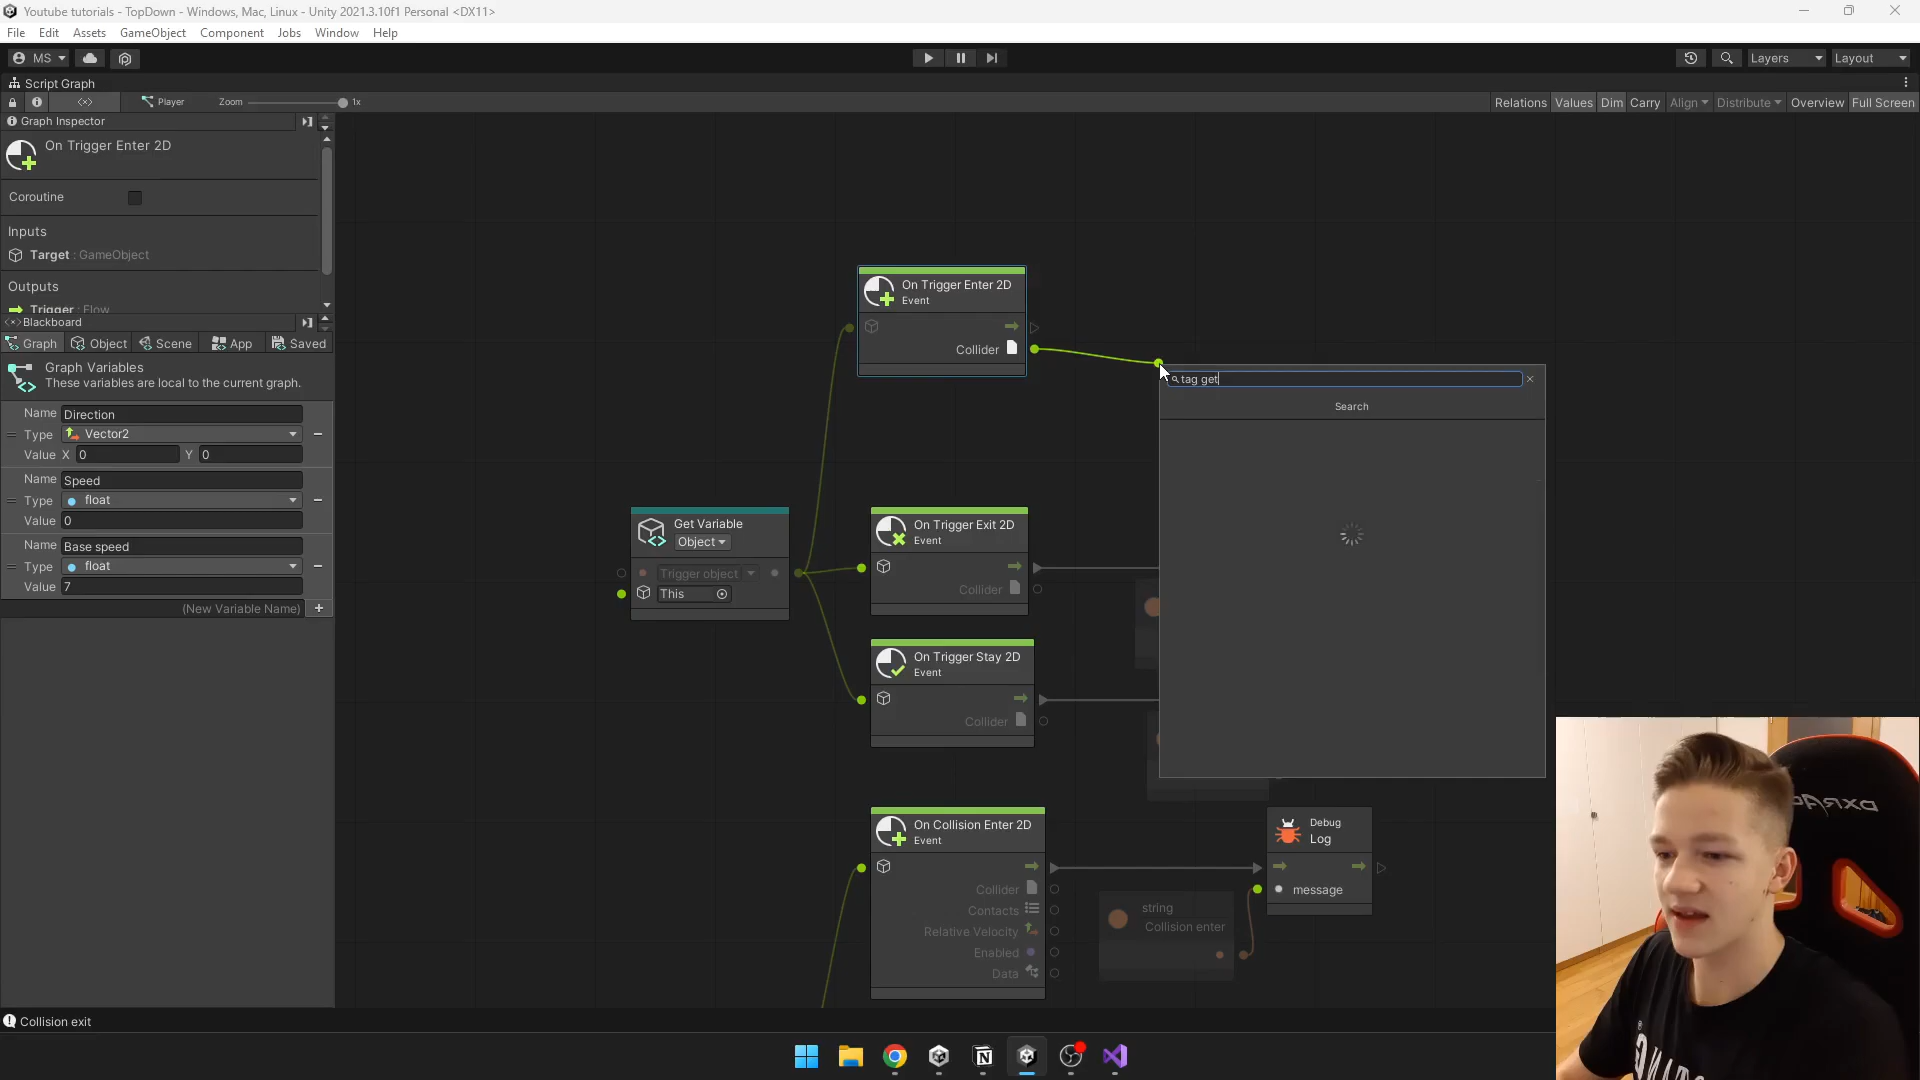 Youtube tutorials - TopDown - Windows, Mac, Linux - Unity 2021.3.10f1 Personal <DX11>
File Edit Assets GameObject Component Jobs Window Help
MS
Layers
Layout
Script Graph
Player
Zoom
1x
Relations Values Dim Carry Align Distribute Overview Full Screen
Graph Inspector
On Trigger Enter 2D
Coroutine
Inputs
Target : GameObject
Outputs
Trigger : Flow
Blackboard
Graph Object Scene App Saved
Graph Variables
These variables are local to the current graph.
Name Direction
Type Vector2
Value X 0 Y 0
Name Speed
Type float
Value 0
Name Base speed
Type float
Value 7
(New Variable Name)
On Trigger Enter 2D
Event
Collider
tag get
Search
Get Variable
Object
Trigger object
This
On Trigger Exit 2D
Event
Collider
On Trigger Stay 2D
Event
Collider
On Collision Enter 2D
Event
Collider
Contacts
Relative Velocity
Enabled
Data
string
Collision enter
Debug
Log
message
Collision exit